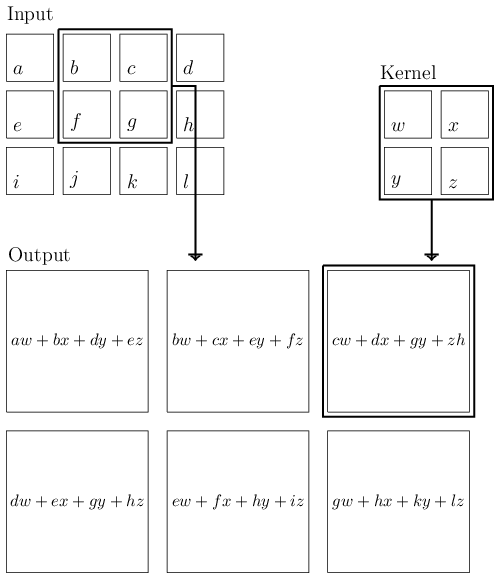 Input
a b c d
Kernel
e f g h
w x
i j k l
y z
Output
aw + bx + dy + ez
bw + cx + ey + fz
cw + dx + gy + zh
dw + ex + gy + hz
ew + fx + hy + iz
gw + hx + ky + lz